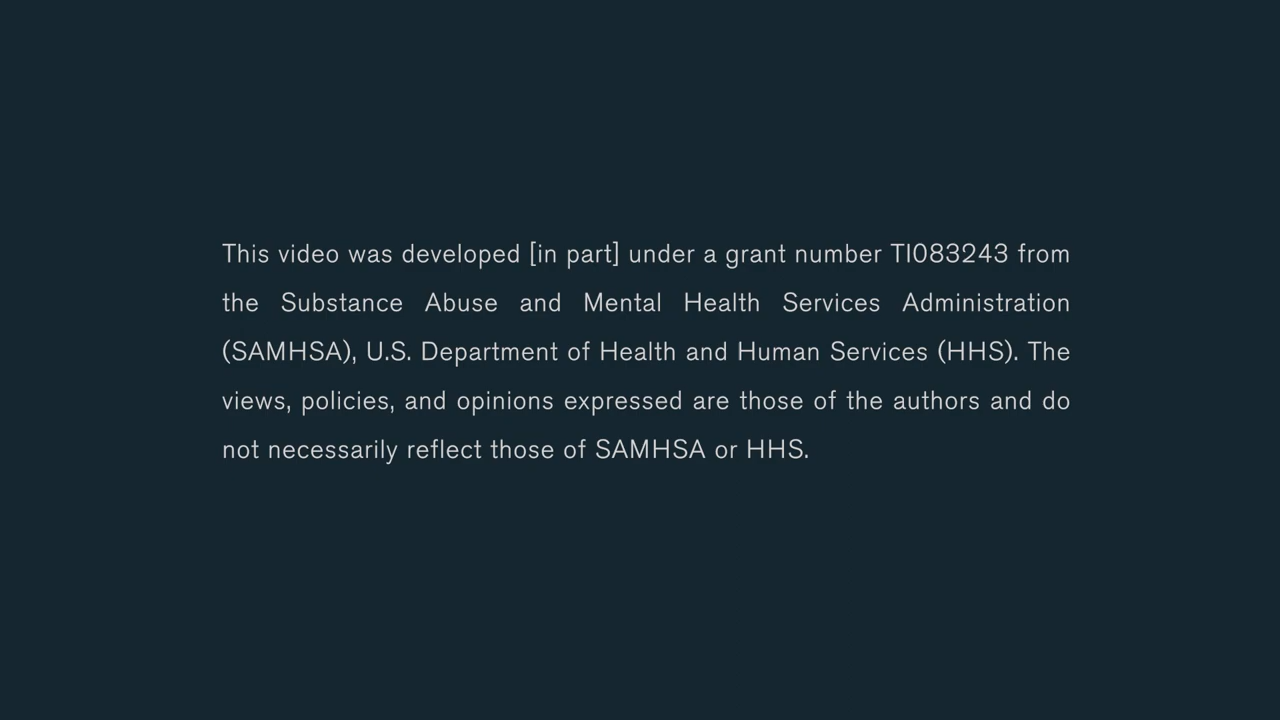 This video was developed [in part] under a grant number TI083243 from
the Substance Abuse and Mental Health Services Administration
(SAMHSA), U.S. Department of Health and Human Services (HHS). The
views, policies, and opinions expressed are those of the authors and do
not necessarily reflect those of SAMHSA or HHS.